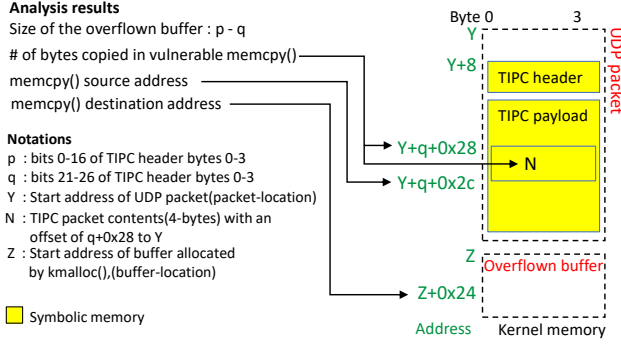 Analysis results
Size of the overflown buffer : p - q
# of bytes copied in vulnerable memcpy()
memcpy() source address
memcpy() destination address
Notations
p : bits 0-16 of TIPC header bytes 0-3
q : bits 21-26 of TIPC header bytes 0-3
Y : Start address of UDP packet(packet-location)
N : TIPC packet contents(4-bytes) with an
offset of q+0x28 to Y
Z : Start address of buffer allocated
by kmalloc(),(buffer-location)
Symbolic memory
Byte 0 3
Y
Y+8
TIPC header
TIPC payload
UDP packet
Y+q+0x28
N
Y+q+0x2c
Z
Overflown buffer
Z+0x24
Address
Kernel memory